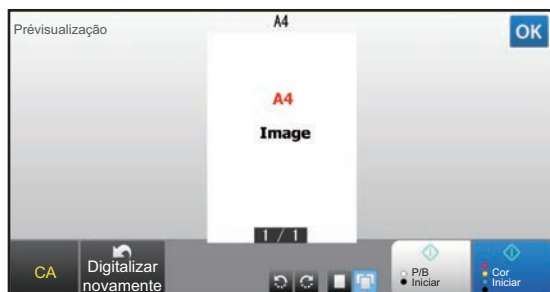 A4
Prévisualização
OK
A4
Image
1 / 1
CA
Digitalizar
novamente
P/B
Iniciar
Cor
Iniciar